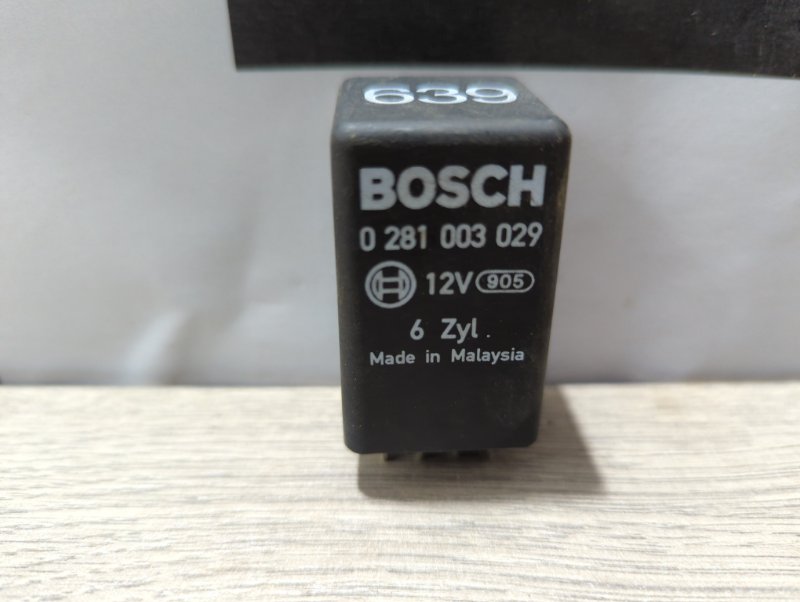 639
BOSCH
0 281 003 029
12V 905
6 Zyl.
Made in Malaysia